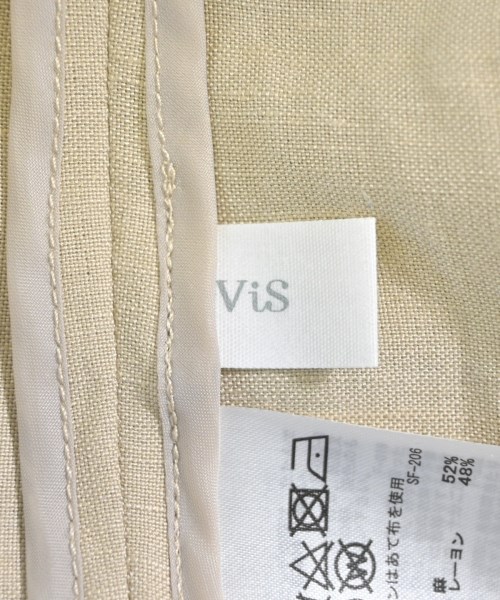 ViS
ンはあて布を使用
SF-206
麻 52%
レーヨン 48%